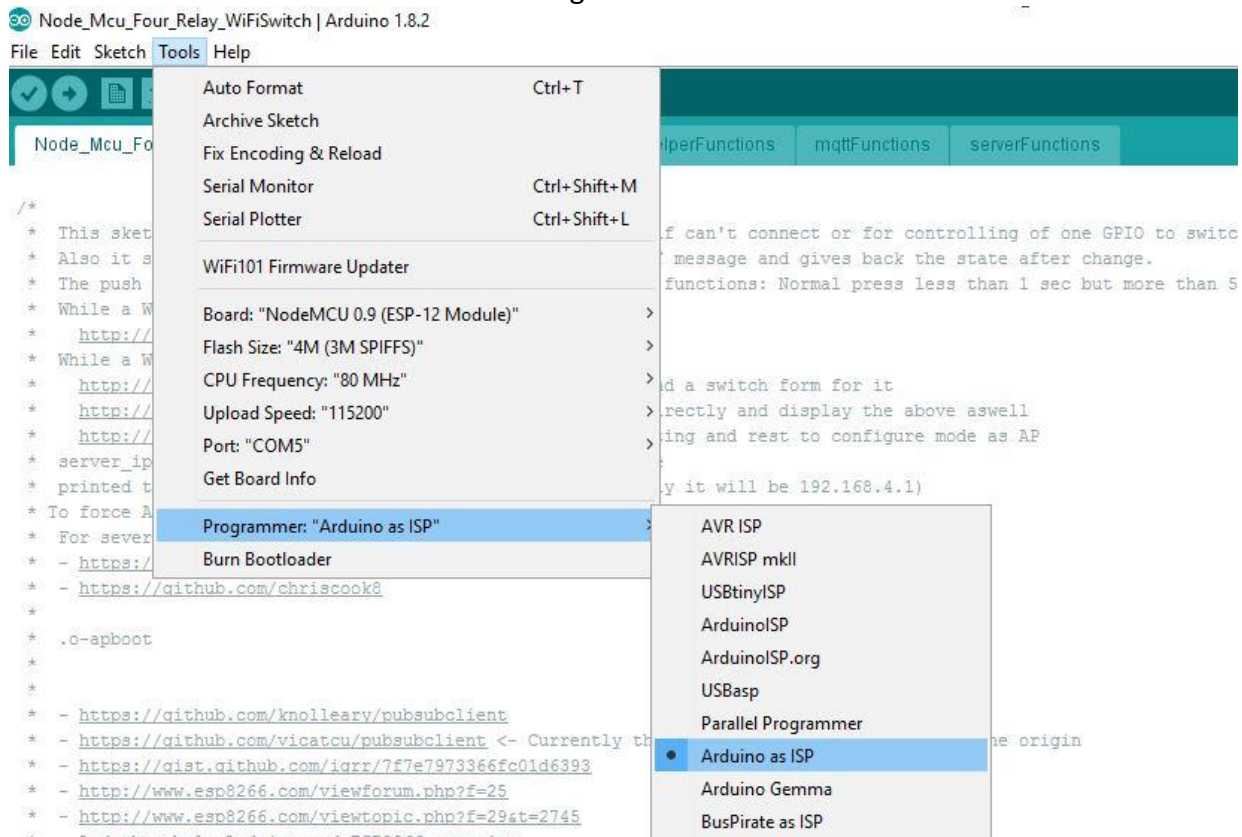 Node_Mcu_Four_Relay_WiFiSwitch | Arduino 1.8.2
File Edit Sketch Tools Help
Node_Mcu_Fo
lperFunctions mqttFunctions serverFunctions
Auto Format Ctrl+T
Archive Sketch
Fix Encoding & Reload
Serial Monitor Ctrl+Shift+M
Serial Plotter Ctrl+Shift+L
WiFi101 Firmware Updater
Board: "NodeMCU 0.9 (ESP-12 Module)"
Flash Size: "4M (3M SPIFFS)"
CPU Frequency: "80 MHz"
Upload Speed: "115200"
Port: "COM5"
Get Board Info
Programmer: "Arduino as ISP"
Burn Bootloader
AVR ISP
AVRISP mkII
USBtinyISP
ArduinoISP
ArduinoISP.org
USBasp
Parallel Programmer
Arduino as ISP
Arduino Gemma
BusPirate as ISP
/*
* This sket f can't connect or for controlling of one GPIO to switc
* Also it s message and gives back the state after change.
* The push functions: Normal press less than 1 sec but more than 5
* While a W
* http://
* While a W
* http:// d a switch form for it
* http:// rectly and display the above aswell
* http:// ting and rest to configure mode as AP
* server_ip
* printed t y it will be 192.168.4.1)
* To force A
* For sever
* - https:/
* - https://github.com/chriscook8
*
* .o-apboot
*
*
* - https://github.com/knolleary/pubsubclient
* - https://github.com/vicatcu/pubsubclient <- Currently th he origin
* - https://gist.github.com/igrr/7f7e7973366fc01d6393
* - http://www.esp8266.com/viewforum.php?f=25
* - http://www.esp8266.com/viewtopic.php?f=29&t=2745